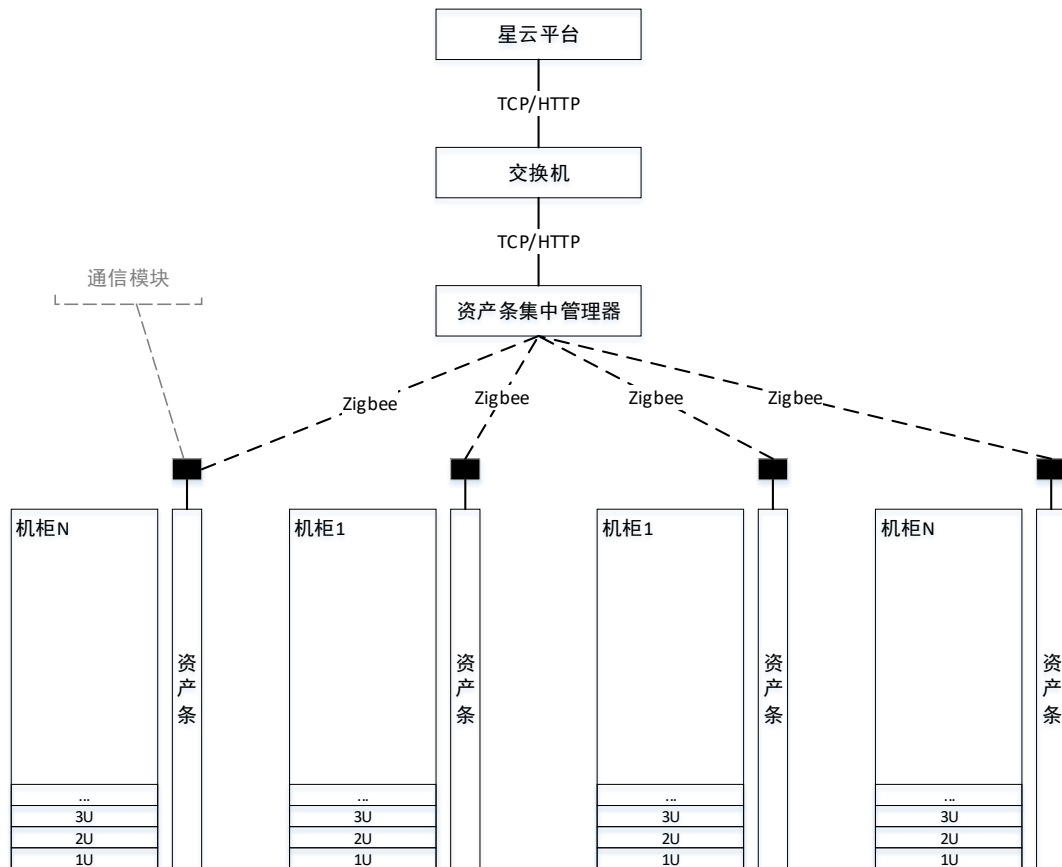 星云平台
TCP/HTTP
交换机
TCP/HTTP
通信模块
资产条集中管理器
Zigbee
Zigbee
Zigbee
Zigbee
机柜N
机柜1
机柜1
机柜N
资产条
资产条
资产条
资产条
...
...
...
...
3U
3U
3U
3U
2U
2U
2U
2U
1U
1U
1U
1U